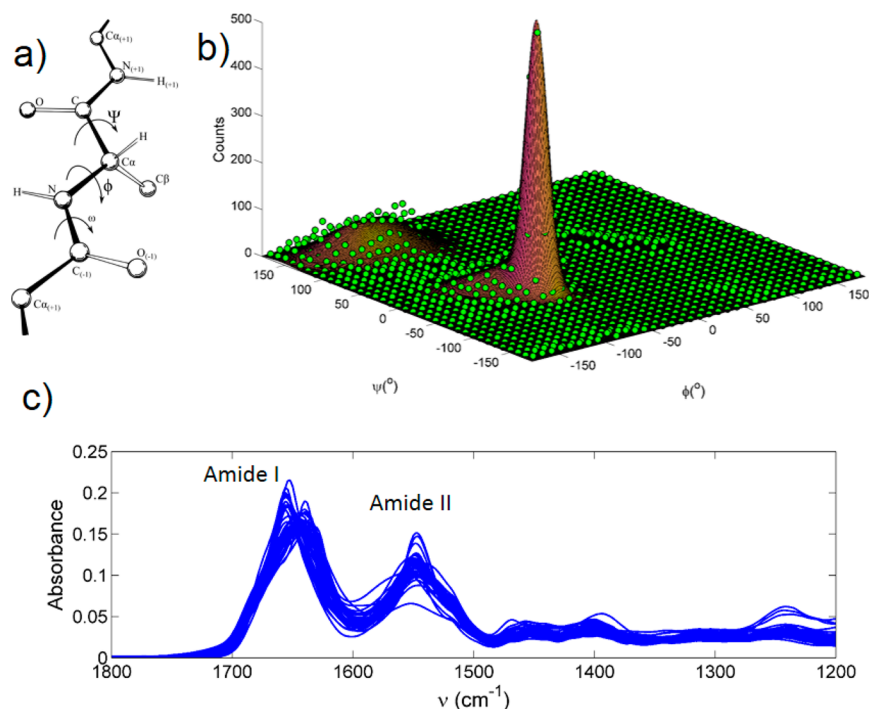 a)
Cα(+1)
N(+1)
H(+1)
O
C
Ψ
H
Cα
N
H
ϕ
Cβ
ω
O(-1)
C(-1)
Cα(+1)
b)
500
400
300
200
100
0
Counts
150
100
50
0
-50
-100
-150
ψ(°)
-150
-100
-50
0
50
100
150
ϕ(°)
c)
0.25
0.2
0.15
0.1
0.05
0
Absorbance
Amide I
Amide II
1800
1700
1600
1500
1400
1300
1200
ν (cm⁻¹)